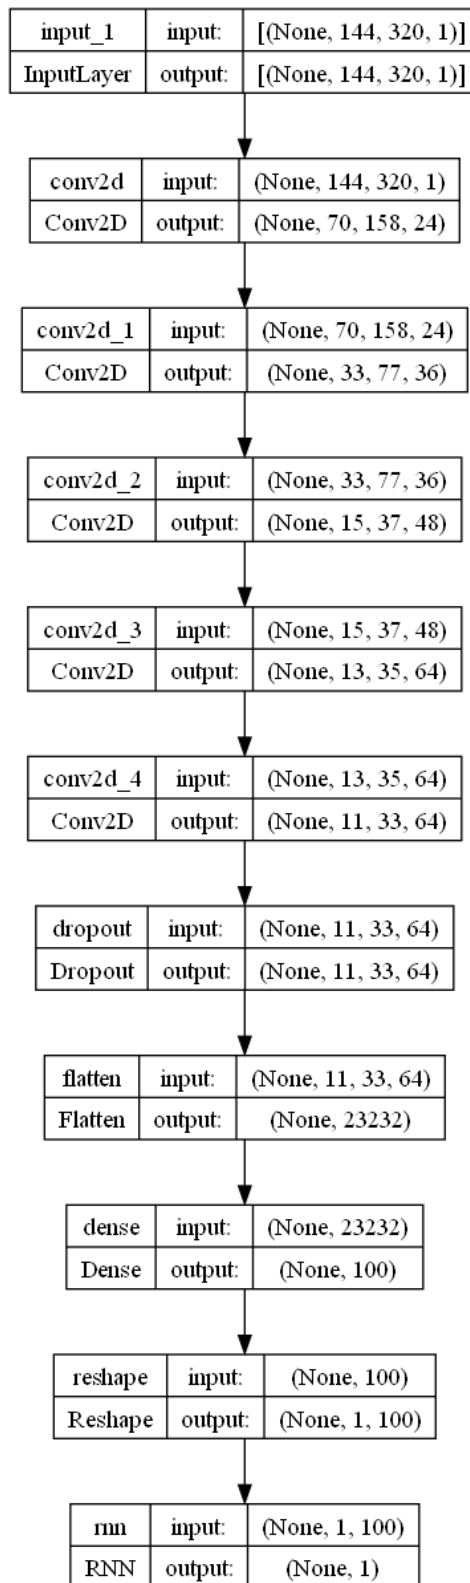 input_1 input: [(None, 144, 320, 1)]
InputLayer output: [(None, 144, 320, 1)]
conv2d input: (None, 144, 320, 1)
Conv2D output: (None, 70, 158, 24)
conv2d_1 input: (None, 70, 158, 24)
Conv2D output: (None, 33, 77, 36)
conv2d_2 input: (None, 33, 77, 36)
Conv2D output: (None, 15, 37, 48)
conv2d_3 input: (None, 15, 37, 48)
Conv2D output: (None, 13, 35, 64)
conv2d_4 input: (None, 13, 35, 64)
Conv2D output: (None, 11, 33, 64)
dropout input: (None, 11, 33, 64)
Dropout output: (None, 11, 33, 64)
flatten input: (None, 11, 33, 64)
Flatten output: (None, 23232)
dense input: (None, 23232)
Dense output: (None, 100)
reshape input: (None, 100)
Reshape output: (None, 1, 100)
rnn input: (None, 1, 100)
RNN output: (None, 1)